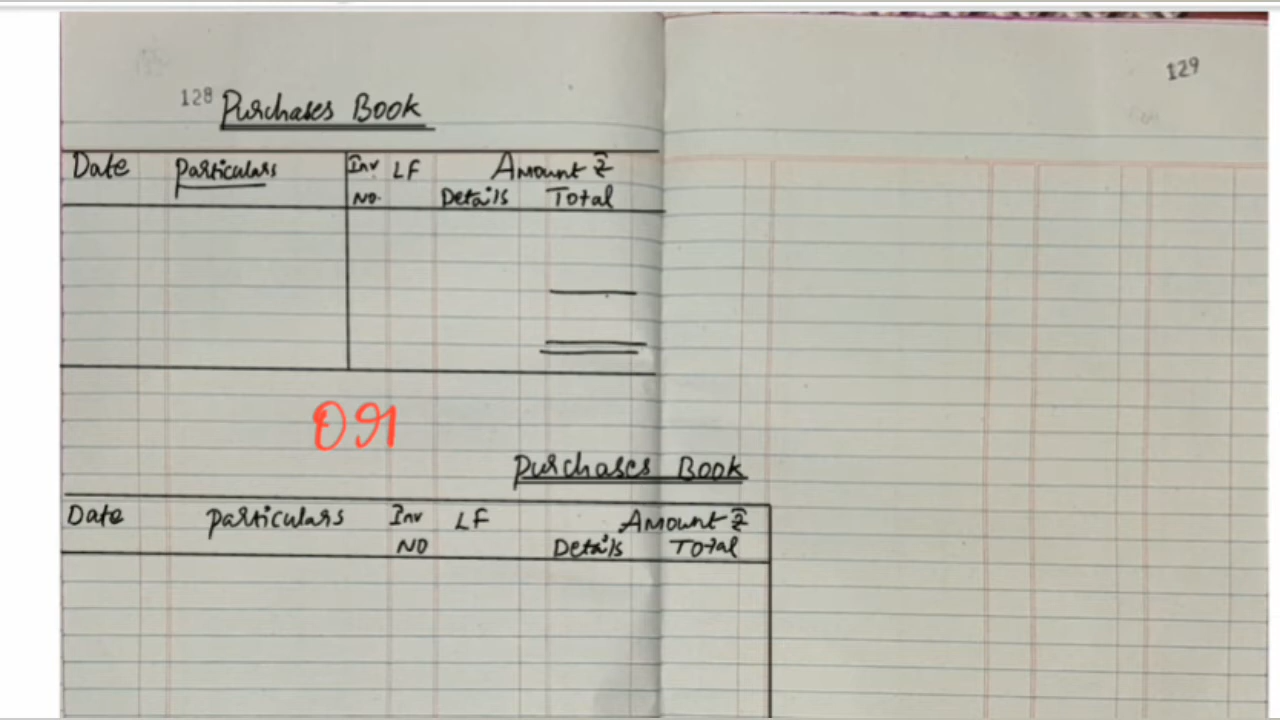 128 Purchases Book
129
Date Particulars Inv LF Amount ₹
No. Details Total
Purchases Book
Date Particulars Inv LF Amount ₹
NO Details Total